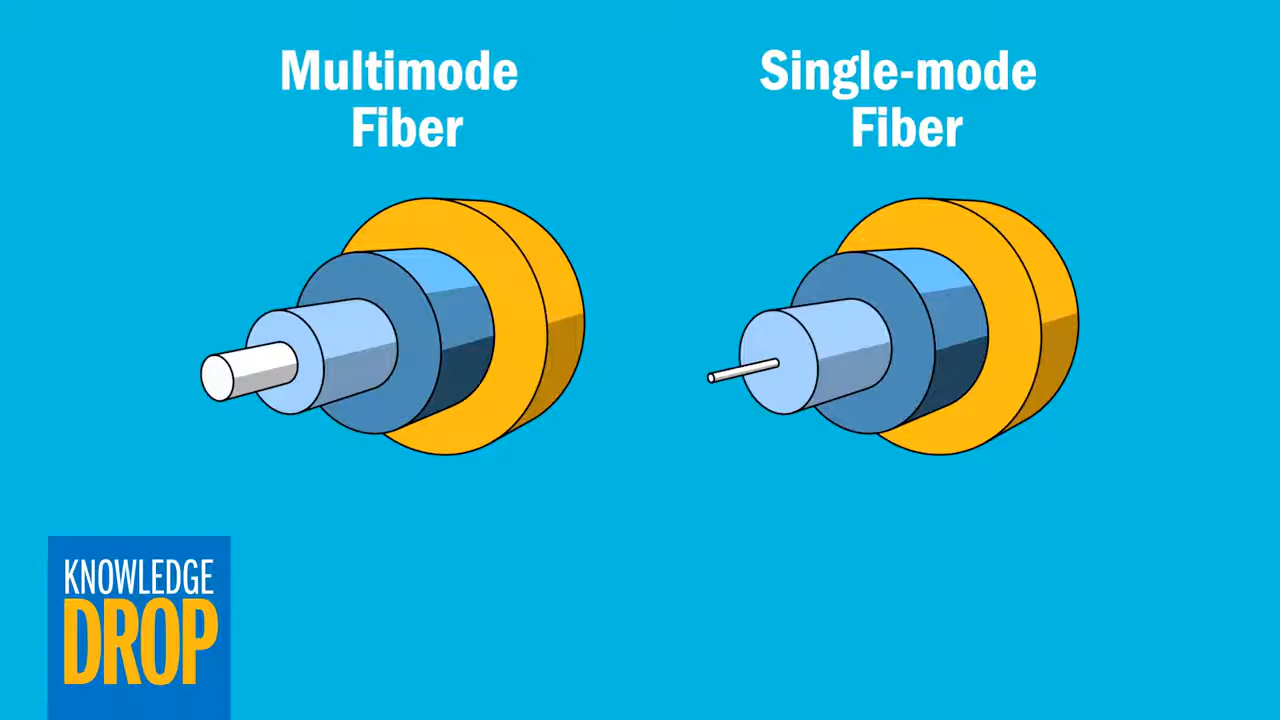 Multimode
Fiber
Single-mode
Fiber
KNOWLEDGE
DROP